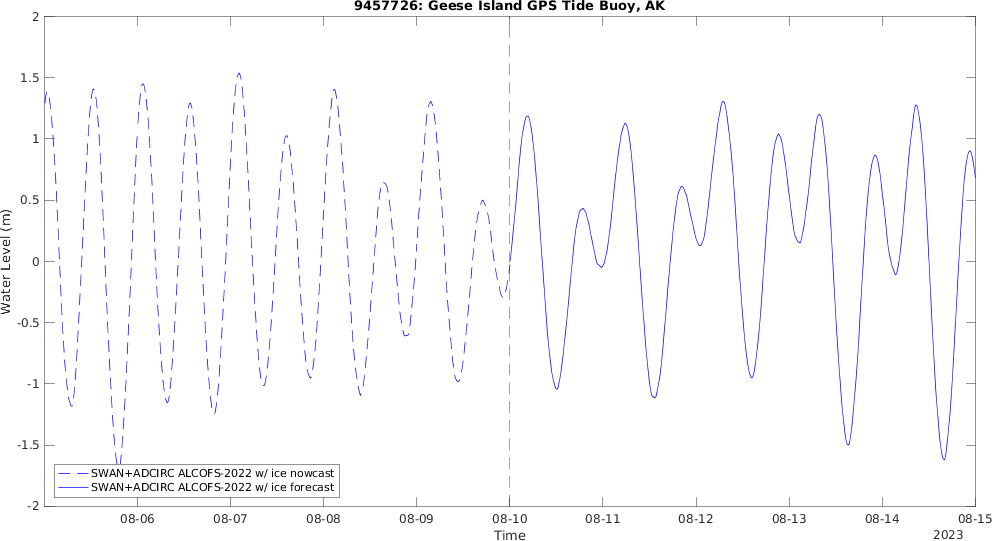 9457726: Geese Island GPS Tide Buoy, AK
2
1.5
1
0.5
0
-0.5
-1
-1.5
-2
Water Level (m)
SWAN+ADCIRC ALCOFS-2022 w/ ice nowcast
SWAN+ADCIRC ALCOFS-2022 w/ ice forecast
08-06 08-07 08-08 08-09 08-10 08-11 08-12 08-13 08-14 08-15
Time
2023